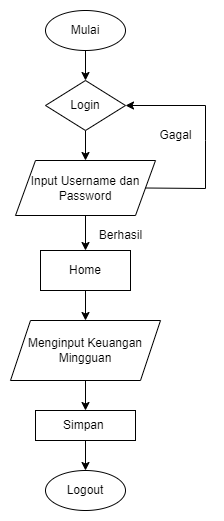 Mulai
Login
Gagal
Input Username dan
Password
Berhasil
Home
Menginput Keuangan
Mingguan
Simpan
Logout